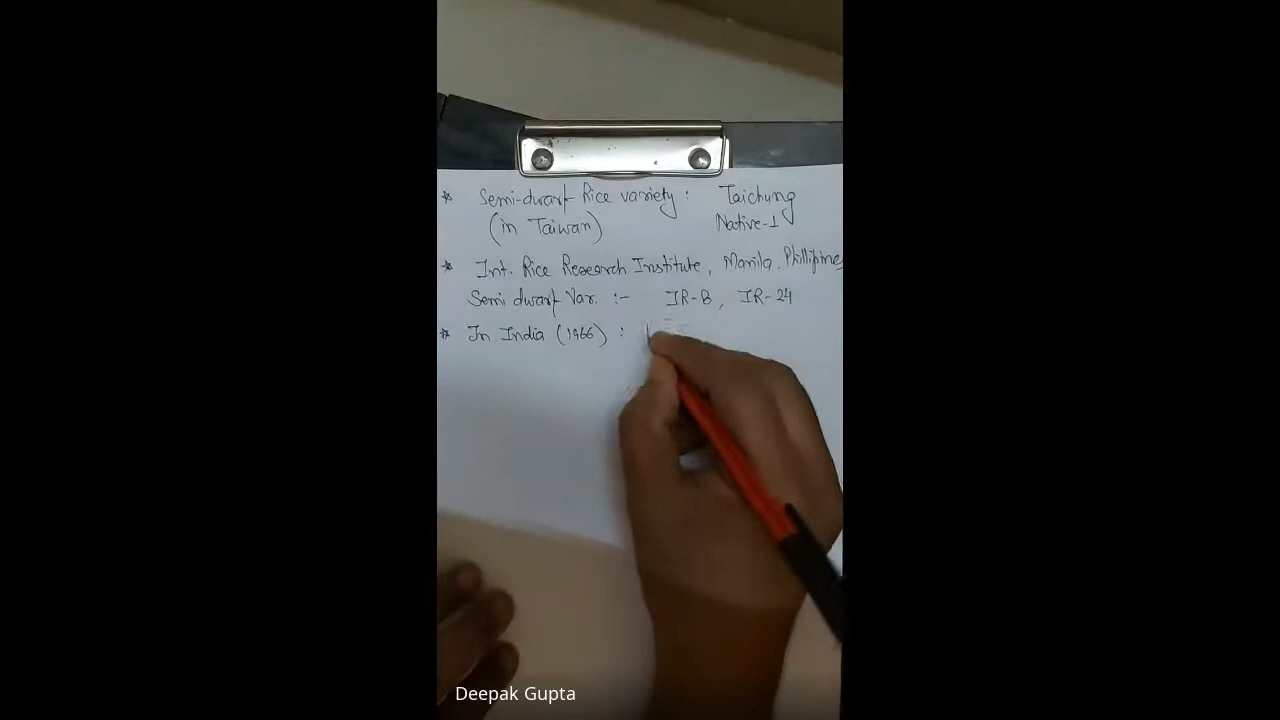 * Semi-dwarf Rice variety : Taichung
(in Taiwan) Native-1
* Int. Rice Research Institute, Manila, Phillipines
Semi dwarf Var. :- IR-8, IR-24
* In India (1966) :
Deepak Gupta